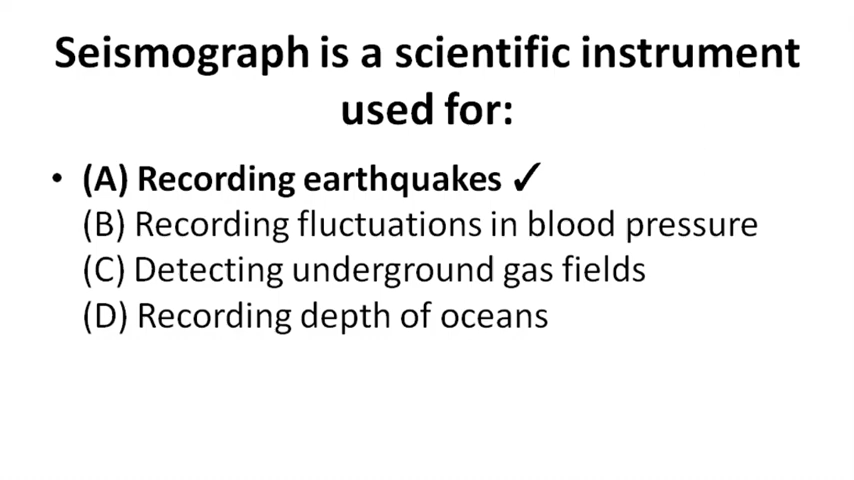 Seismograph is a scientific instrument
used for:
• (A) Recording earthquakes ✓
(B) Recording fluctuations in blood pressure
(C) Detecting underground gas fields
(D) Recording depth of oceans